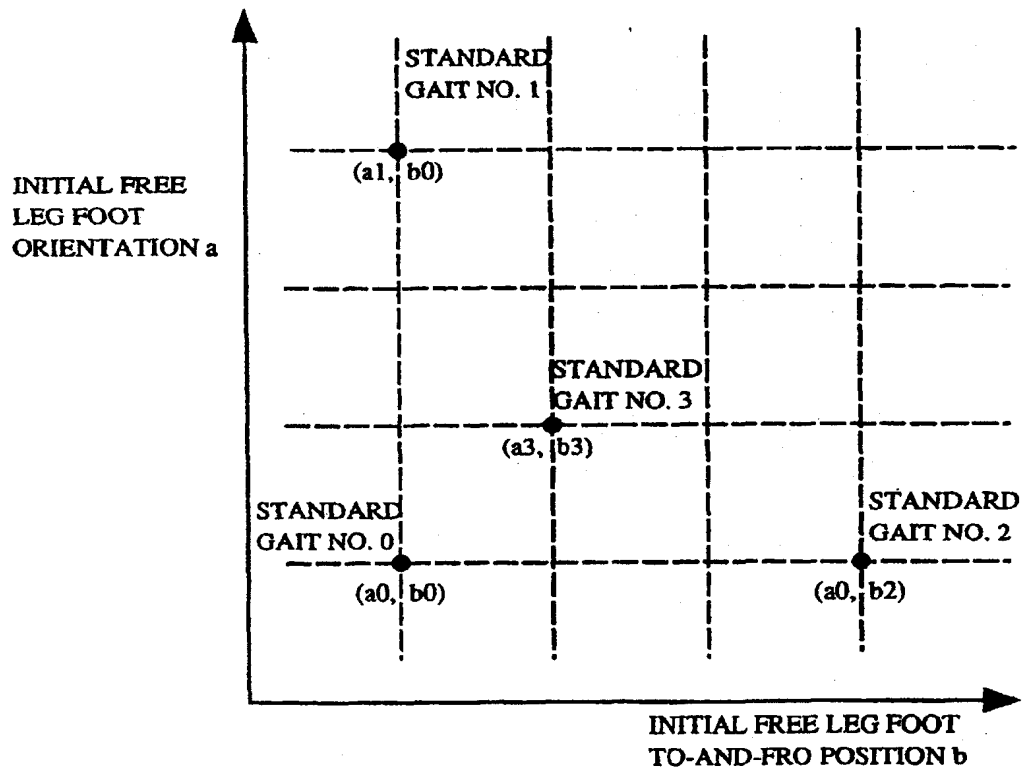 STANDARD
GAIT NO. 1
(a1, b0)
INITIAL FREE
LEG FOOT
ORIENTATION a
STANDARD
GAIT NO. 3
(a3, b3)
STANDARD
GAIT NO. 0
(a0, b0)
STANDARD
GAIT NO. 2
(a0, b2)
INITIAL FREE LEG FOOT
TO-AND-FRO POSITION b